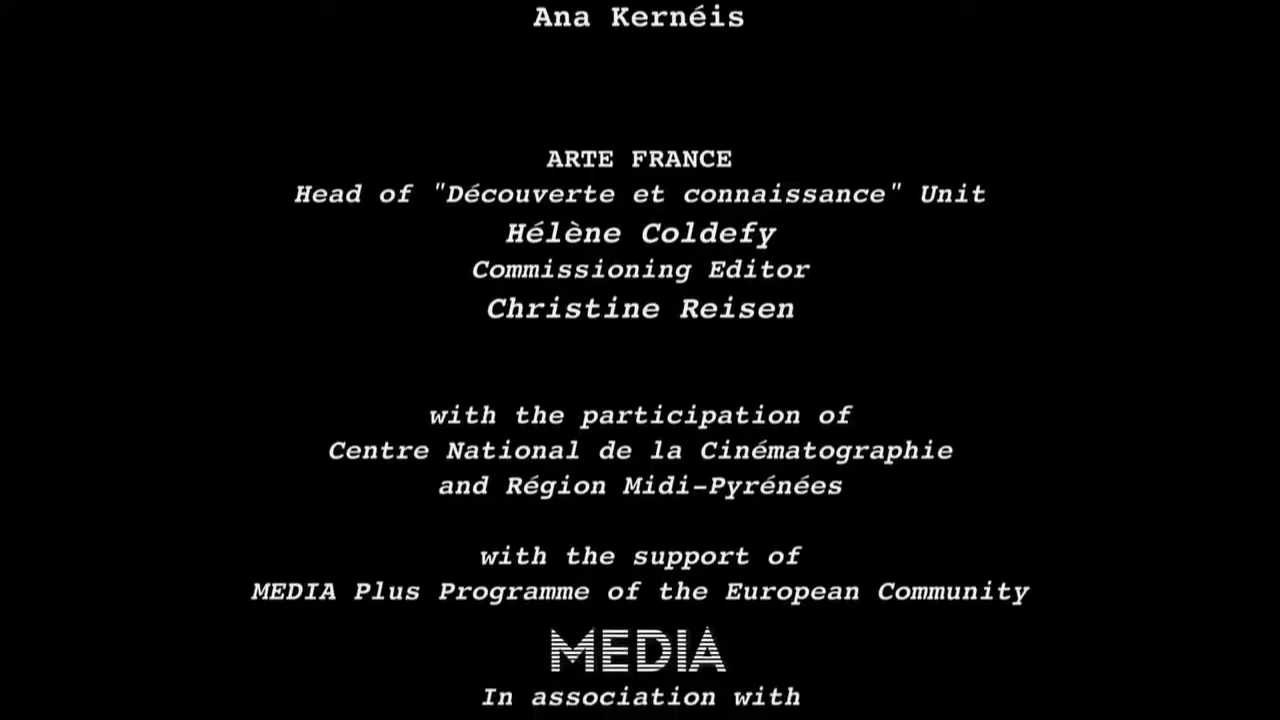 Ana Kernéis
ARTE FRANCE
Head of "Découverte et connaissance" Unit
Hélène Coldefy
Commissioning Editor
Christine Reisen
with the participation of
Centre National de la Cinématographie
and Région Midi-Pyrénées
with the support of
MEDIA Plus Programme of the European Community
MEDIA
In association with